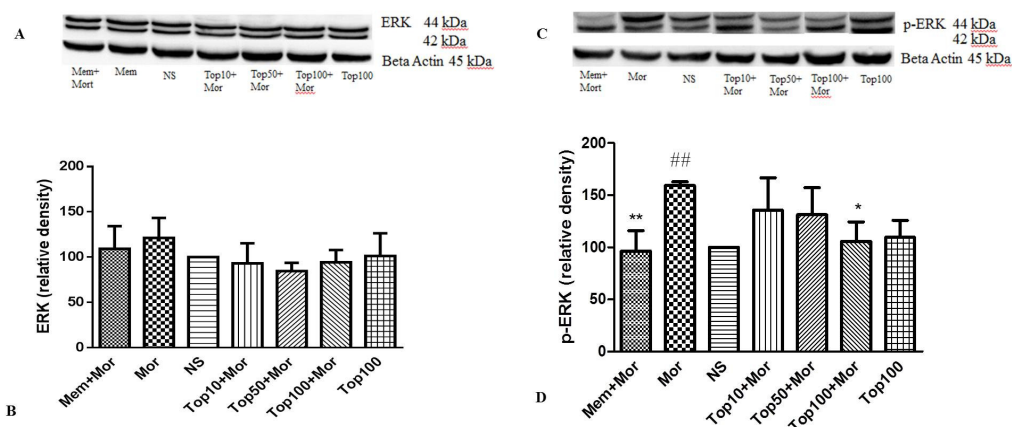 A
ERK 44 kDa
42 kDa
Beta Actin 45 kDa
Mem+
Mort
Mem
NS
Top10+
Mor
Top50+
Mor
Top100+
Mor
Top100
C
p-ERK 44 kDa
42 kDa
Beta Actin 45 kDa
Mem+
Mort
Mor
NS
Top10+
Mor
Top50+
Mor
Top100+
Mor
Top100
ERK (relative density)
200
150
100
50
0
Mem+Mor
Mor
NS
Top10+Mor
Top50+Mor
Top100+Mor
Top100
B
p-ERK (relative density)
200
150
100
50
0
**
##
*
Mem+Mor
Mor
NS
Top10+Mor
Top50+Mor
Top100+Mor
Top100
D